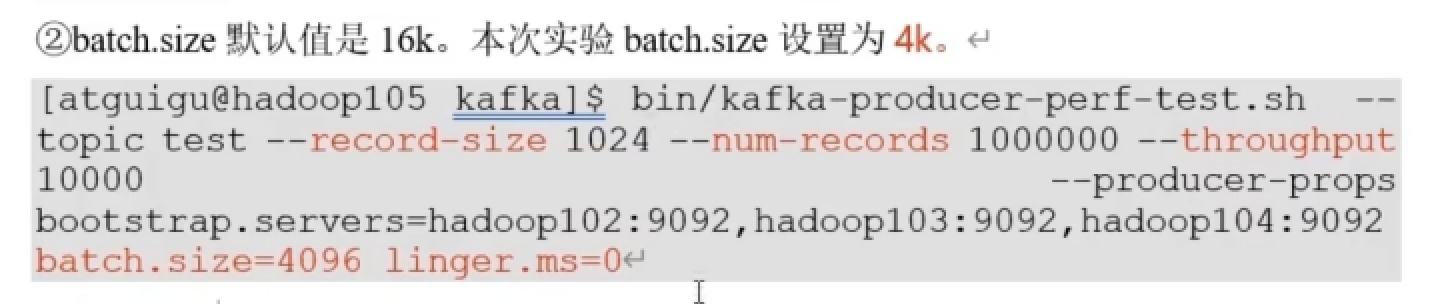 ②batch.size 默认值是 16k。本次实验 batch.size 设置为 4k。↵
[atguigu@hadoop105 kafka]$ bin/kafka-producer-perf-test.sh --
topic test --record-size 1024 --num-records 1000000 --throughput
10000 --producer-props
bootstrap.servers=hadoop102:9092,hadoop103:9092,hadoop104:9092
batch.size=4096 linger.ms=0↵